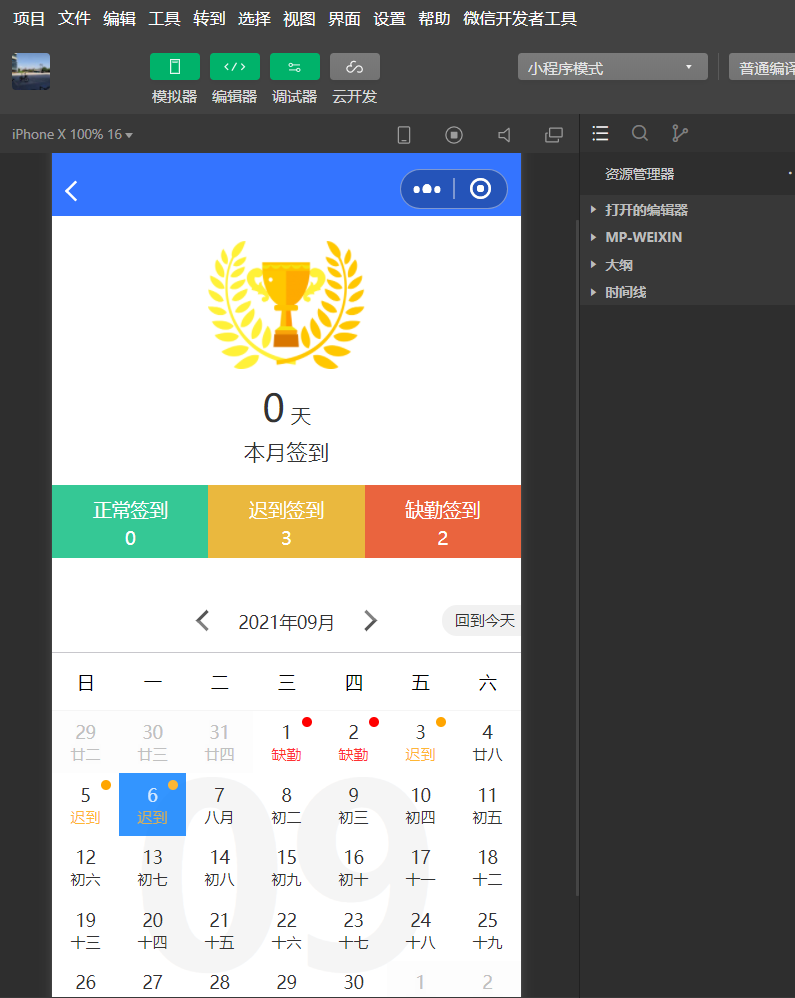 项目 文件 编辑 工具 转到 选择 视图 界面 设置 帮助 微信开发者工具
小程序模式 普通编译
模拟器 编辑器 调试器 云开发
iPhone X 100% 16
资源管理器
打开的编辑器
MP-WEIXIN
大纲
时间线
0 天
本月签到
正常签到 迟到签到 缺勤签到
0 3 2
2021年09月 回到今天
日 一 二 三 四 五 六
29 30 31 1 2 3 4
廿二 廿三 廿四 缺勤 缺勤 迟到 廿八
5 6 7 8 9 10 11
迟到 迟到 八月 初二 初三 初四 初五
12 13 14 15 16 17 18
初六 初七 初八 初九 初十 十一 十二
19 20 21 22 23 24 25
十三 十四 十五 十六 十七 十八 十九
26 27 28 29 30 1 2
09